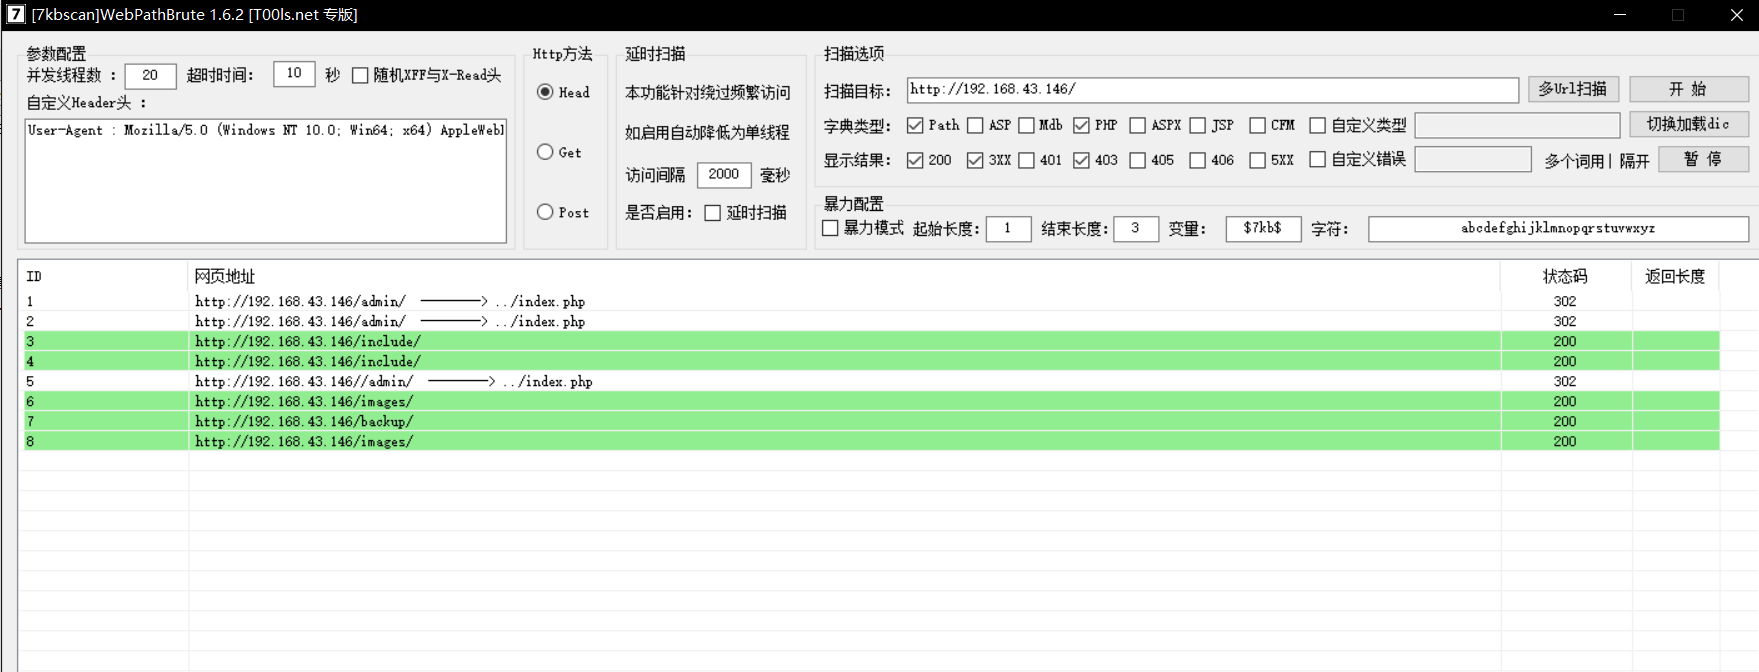 7 [7kbscan]WebPathBrute 1.6.2 [T00ls.net 专版]
参数配置
并发线程数 : 20 超时时间: 10 秒 随机XFF与X-Read头
自定义Header头 :
User-Agent : Mozilla/5.0 (Windows NT 10.0; Win64; x64) AppleWebl
Http方法
Head
Get
Post
延时扫描
本功能针对绕过频繁访问
如启用自动降低为单线程
访问间隔 2000 毫秒
是否启用: 延时扫描
扫描选项
扫描目标: http://192.168.43.146/ 多Url扫描 开 始
字典类型: Path ASP Mdb PHP ASPX JSP CFM 自定义类型 切换加载dic
显示结果: 200 3XX 401 403 405 406 5XX 自定义错误 多个词用| 隔开 暂 停
暴力配置
暴力模式 起始长度: 1 结束长度: 3 变量: $7kb$ 字符: abcdefghijklmnopqrstuvwxyz
ID 网页地址 状态码 返回长度
1 http://192.168.43.146/admin/ ————> ../index.php 302
2 http://192.168.43.146/admin/ ————> ../index.php 302
3 http://192.168.43.146/include/ 200
4 http://192.168.43.146/include/ 200
5 http://192.168.43.146//admin/ ————> ../index.php 302
6 http://192.168.43.146/images/ 200
7 http://192.168.43.146/backup/ 200
8 http://192.168.43.146/images/ 200